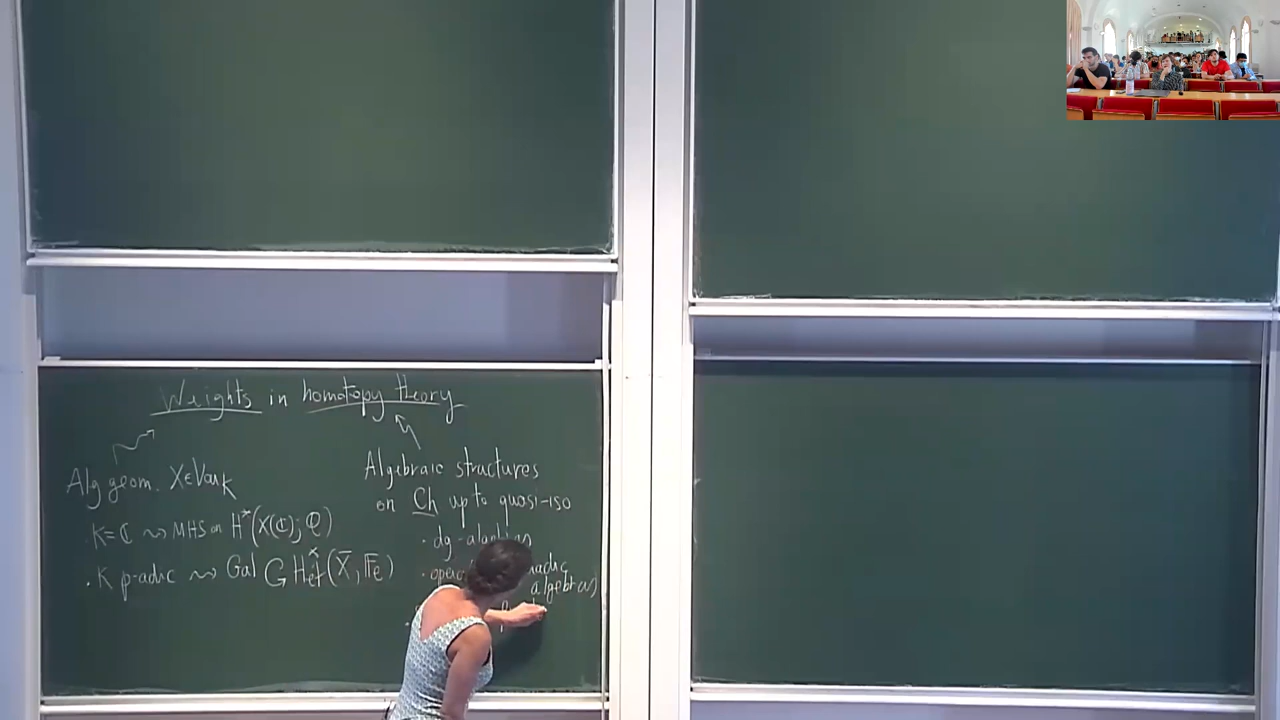 Weights in homotopy theory
Alg geom. X∈Var_K
K=ℂ ⇝ MHS on H*(X(ℂ);ℚ)
· K p-adic ⇝ Gal G H*_ét(X̄, 𝔽_ℓ)
Algebraic structures
on Ch up to quasi-iso
· dg-
·
algebras)